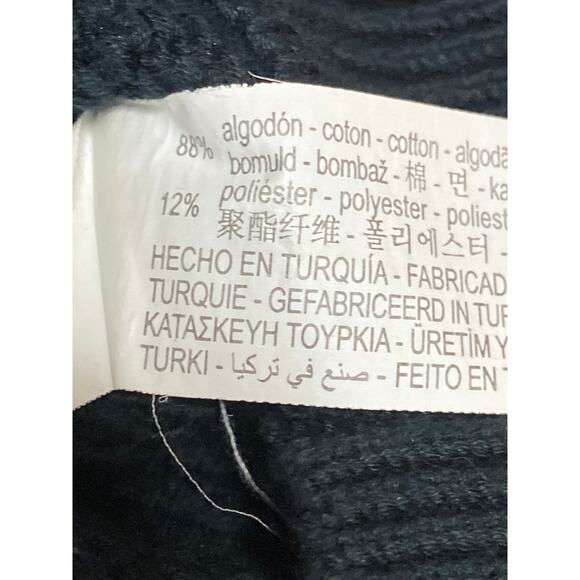 88% algodón - coton - cotton - algodã
bomuld - bombaž - 棉 - 면 - ka
12% poliéster - polyester - poliest
聚酯纤维 - 폴리에스터 -
HECHO EN TURQUÍA - FABRICAD
TURQUIE - GEFABRICEERD IN TUR
ΚΑΤΑΣΚΕΥΗ ΤΟΥΡΚΙΑ - ÜRETİM Y
TURKI - صنع في تركيا - FEITO EM T